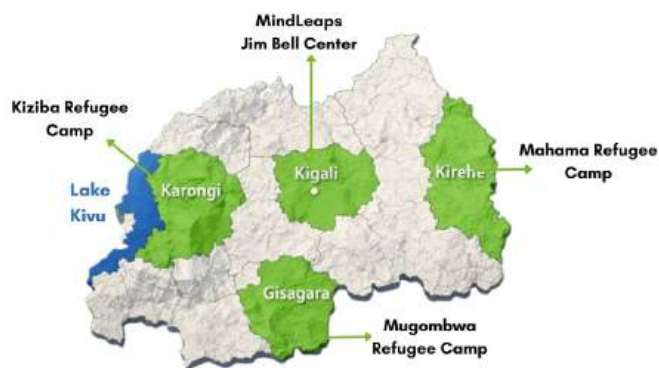 MindLeaps
Jim Bell Center
Kiziba Refugee
Camp
Mahama Refugee
Camp
Kigali
Kirehe
Karongi
Lake
Kivu
Gisagara
Mugombwa
Refugee Camp